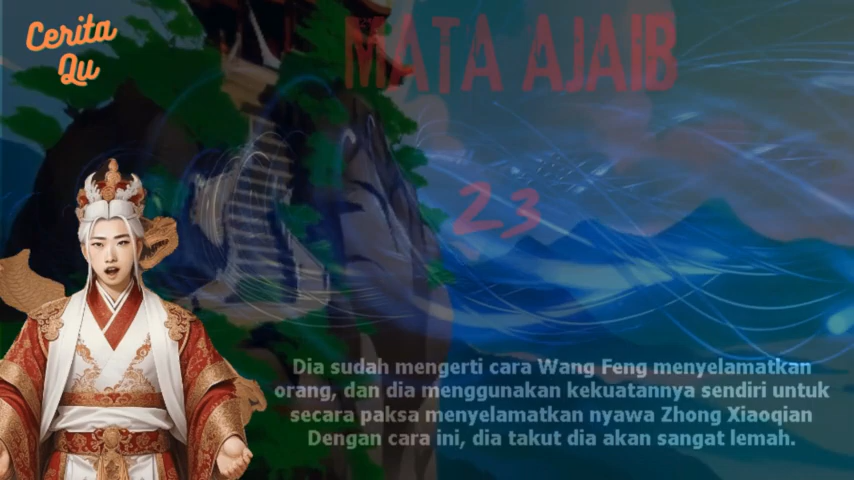 Cerita
Qu
MATA AJAIB
23
Dia sudah mengerti cara Wang Feng menyelamatkan
orang, dan dia menggunakan kekuatannya sendiri untuk
secara paksa menyelamatkan nyawa Zhong Xiaoqian
Dengan cara ini, dia takut dia akan sangat lemah.